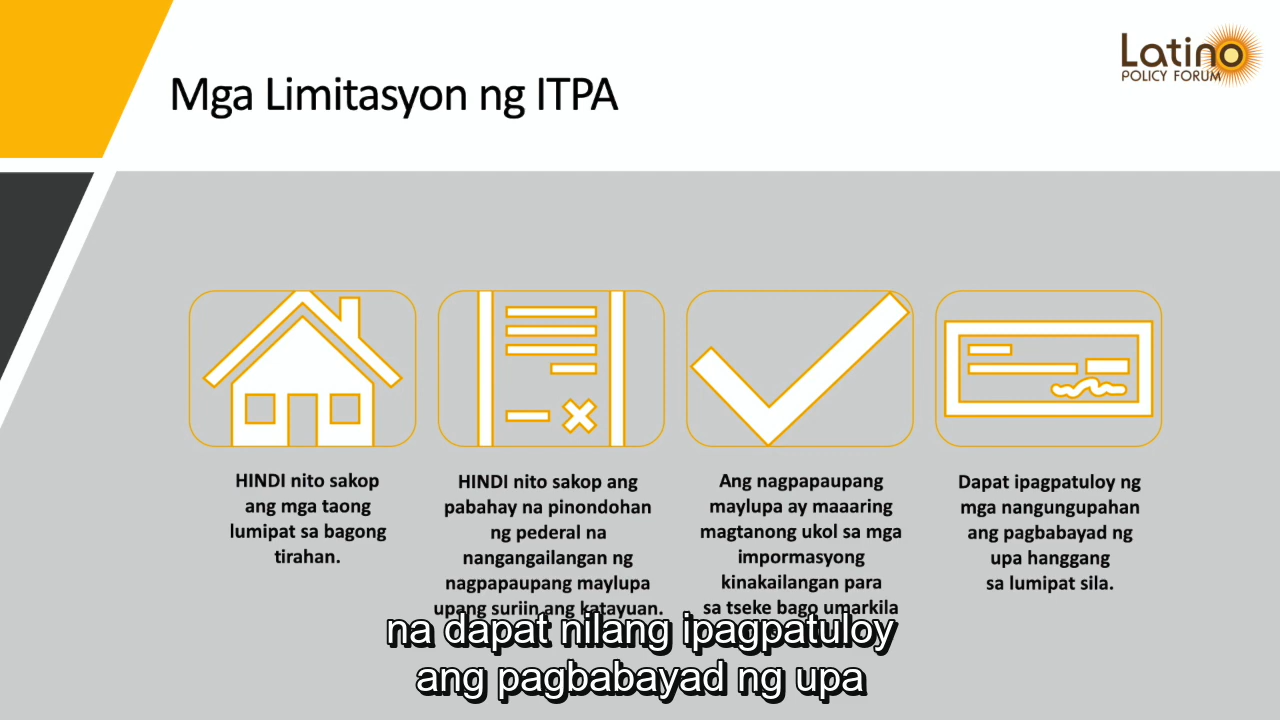 Latino
POLICY FORUM
Mga Limitasyon ng ITPA
HINDI nito sakop
ang mga taong
lumipat sa bagong
tirahan.
HINDI nito sakop ang
pabahay na pinondohan
ng pederal na
nangangailangan ng
nagpapaupang maylupa
upang suriin ang katayuan.
Ang nagpapaupang
maylupa ay maaaring
magtanong ukol sa mga
impormasyong
kinakailangan para
sa tseke bago umarkila
Dapat ipagpatuloy ng
mga nangungupahan
ang pagbabayad ng
upa hanggang
sa lumipat sila.
na dapat nilang ipagpatuloy
ang pagbabayad ng upa